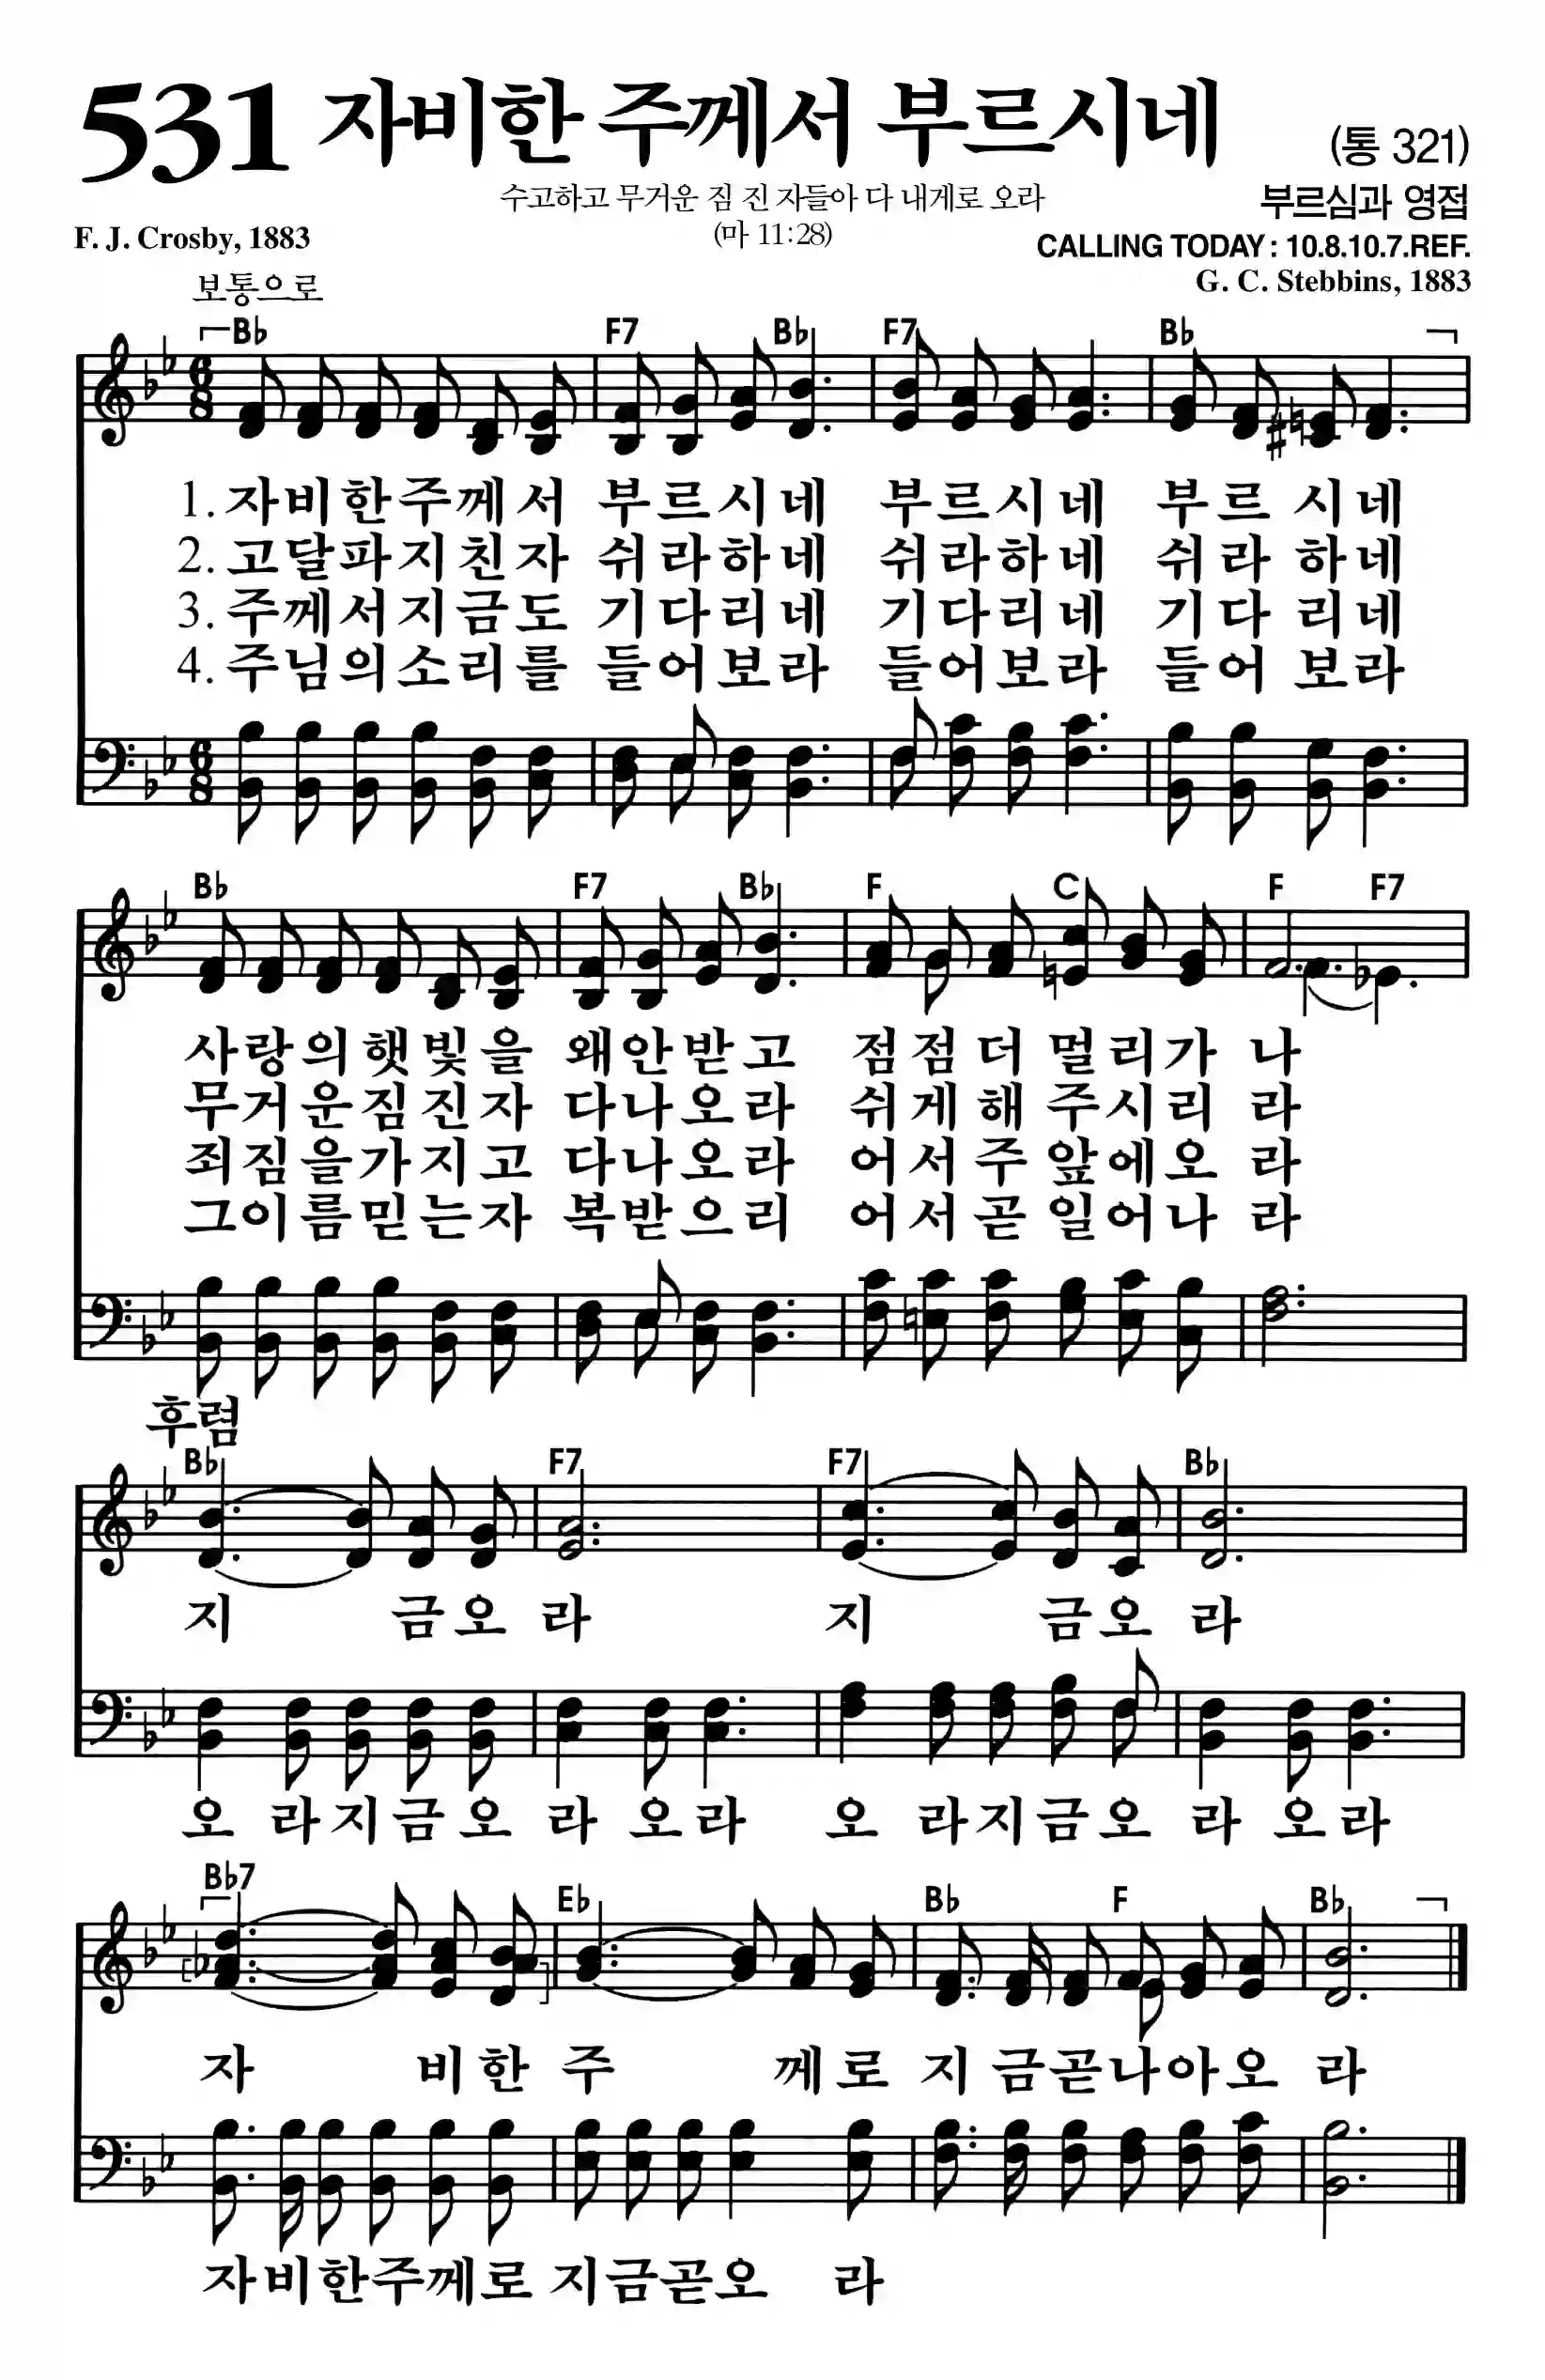 531 자비한 주께서 부르시네 (통 321)
수고하고 무거운 짐 진 자들아 다 내게로 오라
부르심과 영접
F. J. Crosby, 1883
(마 11:28)
CALLING TODAY : 10.8.10.7.REF.
G. C. Stebbins, 1883
보통으로
B♭ F7 B♭ F7 B♭
6/8
1. 자비한주께서 부르시네 부르시네 부르 시네
2. 고달파지친자 쉬라하네 쉬라하네 쉬라 하네
3. 주께서지금도 기다리네 기다리네 기다 리네
4. 주님의소리를 들어보라 들어보라 들어 보라
6/8
B♭ F7 B♭ F C F F7
사랑의햇빛을 왜안받고 점점더 멀리가 나
무거운짐진자 다나오라 쉬게해 주시리 라
죄짐을가지고 다나오라 어서주 앞에오 라
그이름믿는자 복받으리 어서곧 일어나 라
후렴
B♭ F7 F7 B♭
지 금오 라 지 금오 라
오 라지금오 라 오라 오 라지금오 라 오라
B♭7 E♭ B♭ F B♭
자 비한 주 께로 지 금곧나아오 라
자비한주께로 지금곧오 라